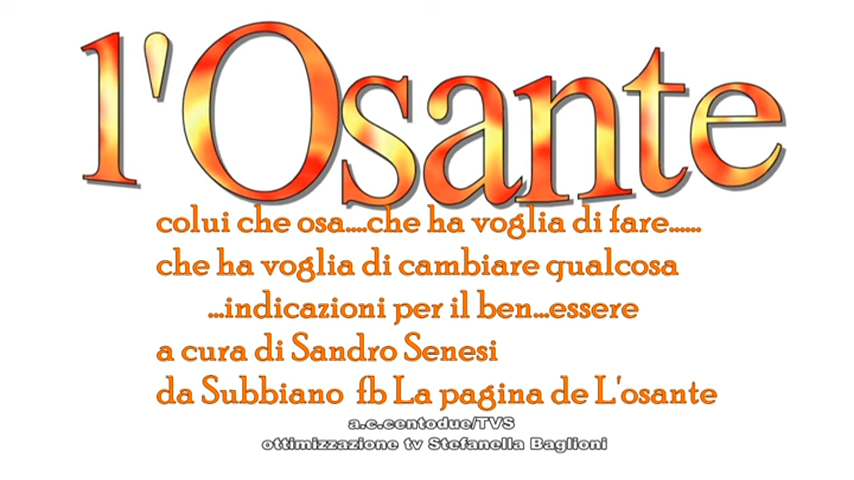 l'Osante
colui che osa....che ha voglia di fare......
che ha voglia di cambiare qualcosa
...indicazioni per il ben...essere
a cura di Sandro Senesi
da Subbiano fb La pagina de L'osante
a.c.centodue/TVS
ottimizzazione tv Stefanella Baglioni